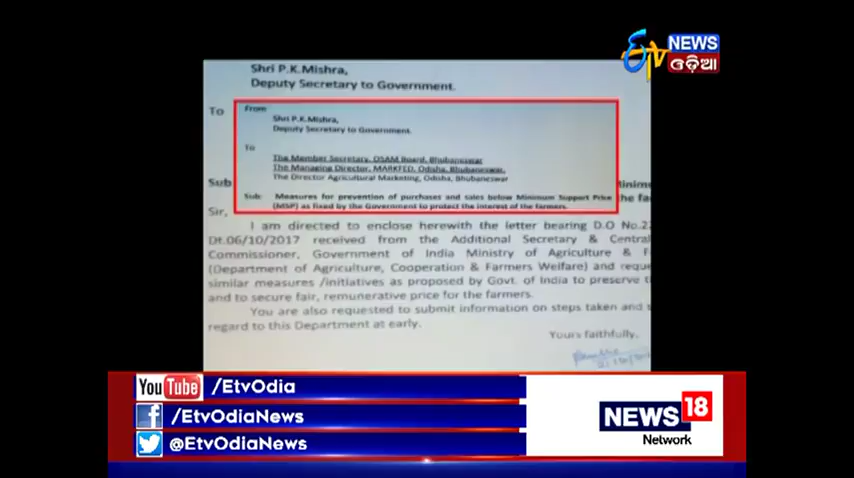 ETV NEWS
ଓଡ଼ିଆ
Shri P.K.Mishra,
Deputy Secretary to Government.
To
From
Shri P.K.Mishra,
Deputy Secretary to Government.
To
The Member Secretary, OSAM Board, Bhubaneswar
The Managing Director, MARKFED, Odisha, Bhubaneswar,
The Director Agricultural Marketing, Odisha, Bhubaneswar
Sub
Sub: Measures for prevention of purchases and sales below Minimum Support Price
(MSP) as fixed by the Government to protect the interest of the farmers.
the fa
Sir,
I am directed to enclose herewith the letter bearing D.O No.22
Dt.06/10/2017 received from the Additional Secretary & Central
Commissioner, Government of India Ministry of Agriculture & F
(Department of Agriculture, Cooperation & Farmers Welfare) and reque
similar measures /initiatives as proposed by Govt. of India to preserve t
and to secure fair, remunerative price for the farmers.
You are also requested to submit information on steps taken and s
regard to this Department at early.
Yours faithfully.
YouTube /EtvOdia
f /EtvOdiaNews
@EtvOdiaNews
NEWS 18
Network